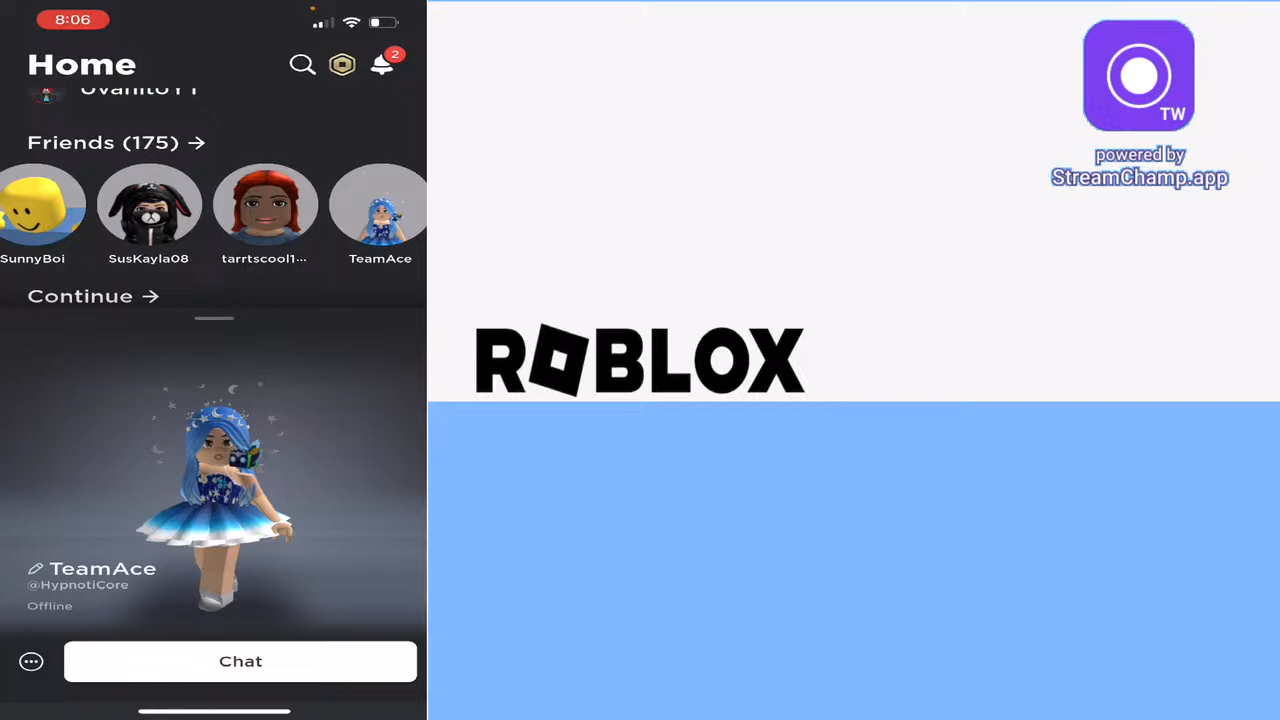 8:06
Home
2
Friends (175) →
SunnyBoi
SusKayla08
tarrtscool1...
TeamAce
Continue →
TeamAce
@HypnotiCore
Offline
Chat
ROBLOX
TW
powered by
StreamChamp.app